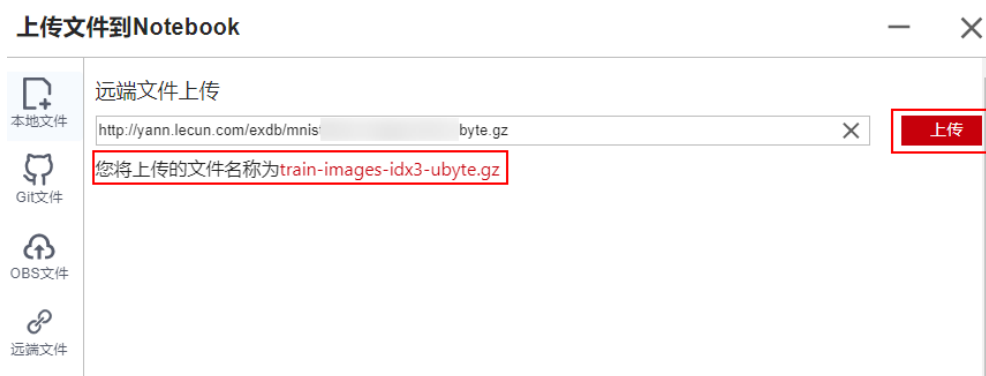 上传文件到Notebook
本地文件
Git文件
OBS文件
远端文件
远端文件上传
http://yann.lecun.com/exdb/mnis byte.gz
上传
您将上传的文件名称为train-images-idx3-ubyte.gz